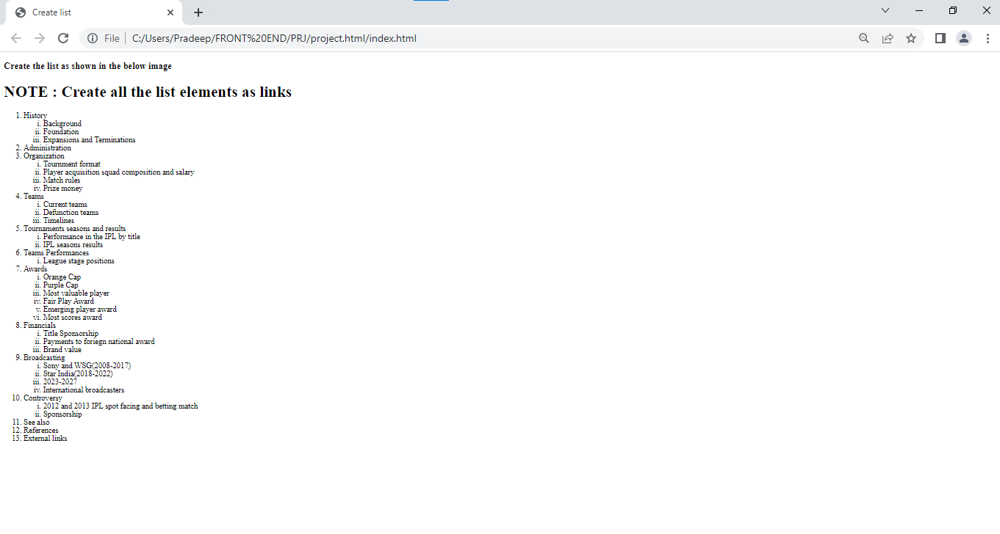 Create list
File
C:/Users/Pradeep/FRONT%20END/PRJ/project.html/index.html
Create the list as shown in the below image
NOTE : Create all the list elements as links
1. History
i. Background
ii. Foundation
iii. Expansions and Terminations
2. Administration
3. Organization
i. Tournment format
ii. Player acquisition squad composition and salary
iii. Match rules
iv. Prize money
4. Teams
i. Current teams
ii. Defunction teams
iii. Timelines
5. Tournaments seasons and results
i. Performance in the IPL by title
ii. IPL seasons results
6. Teams Performances
i. League stage positions
7. Awards
i. Orange Cap
ii. Purple Cap
iii. Most valuable player
iv. Fair Play Award
v. Emerging player award
vi. Most scores award
8. Financials
i. Title Sponsorship
ii. Payments to foriegn national award
iii. Brand value
9. Broadcasting
i. Sony and WSG(2008-2017)
ii. Star India(2018-2022)
iii. 2023-2027
iv. International broadcasters
10. Controversy
i. 2012 and 2013 IPL spot facing and betting match
ii. Sponsorship
11. See also
12. References
13. External links